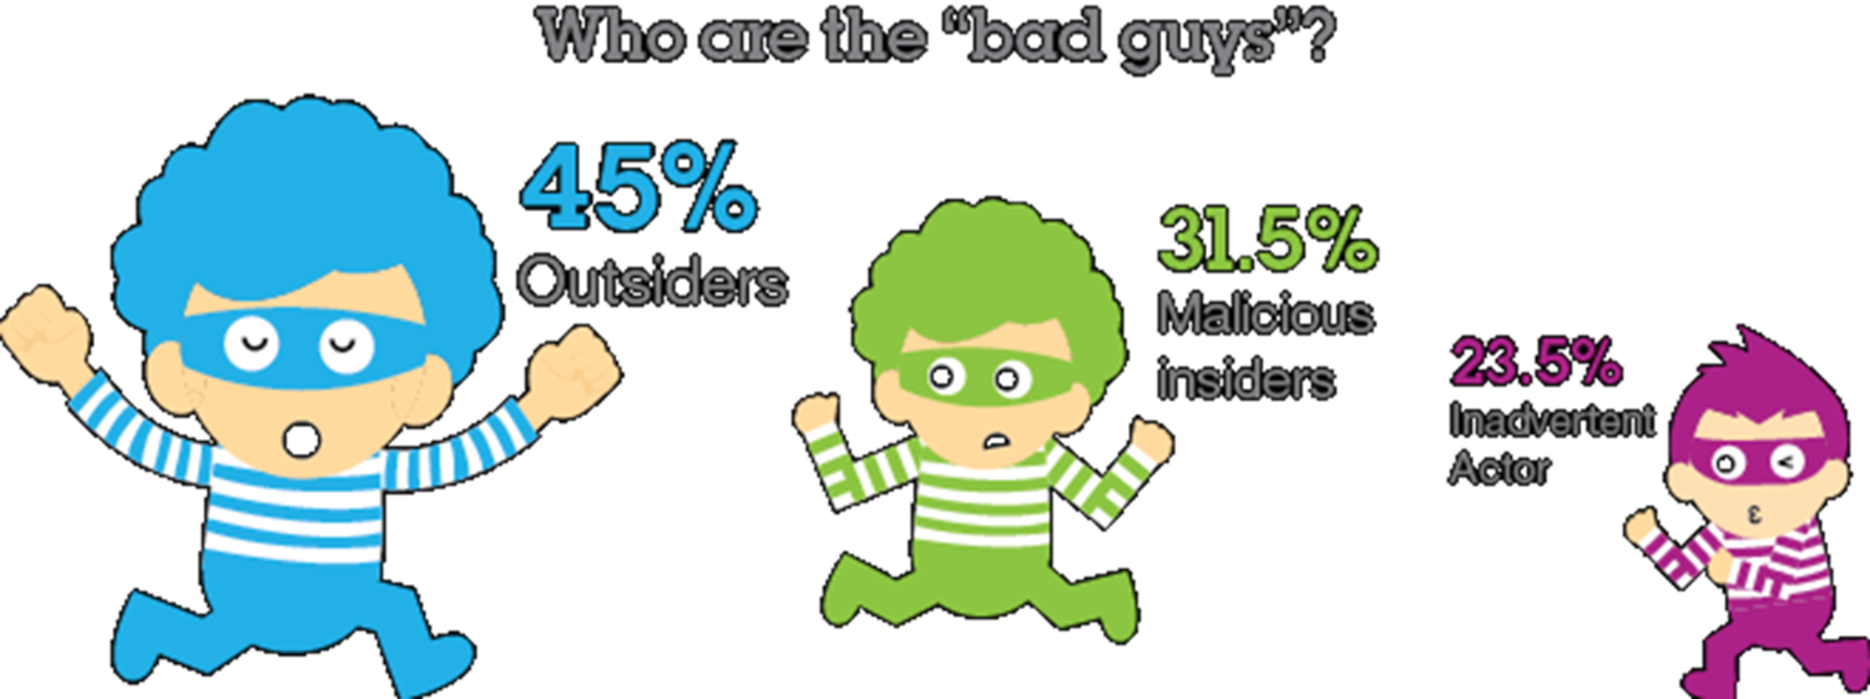 Who are the “bad guys”?
45%
Outsiders
31.5%
Malicious
insiders
23.5%
Inadvertent
Actor